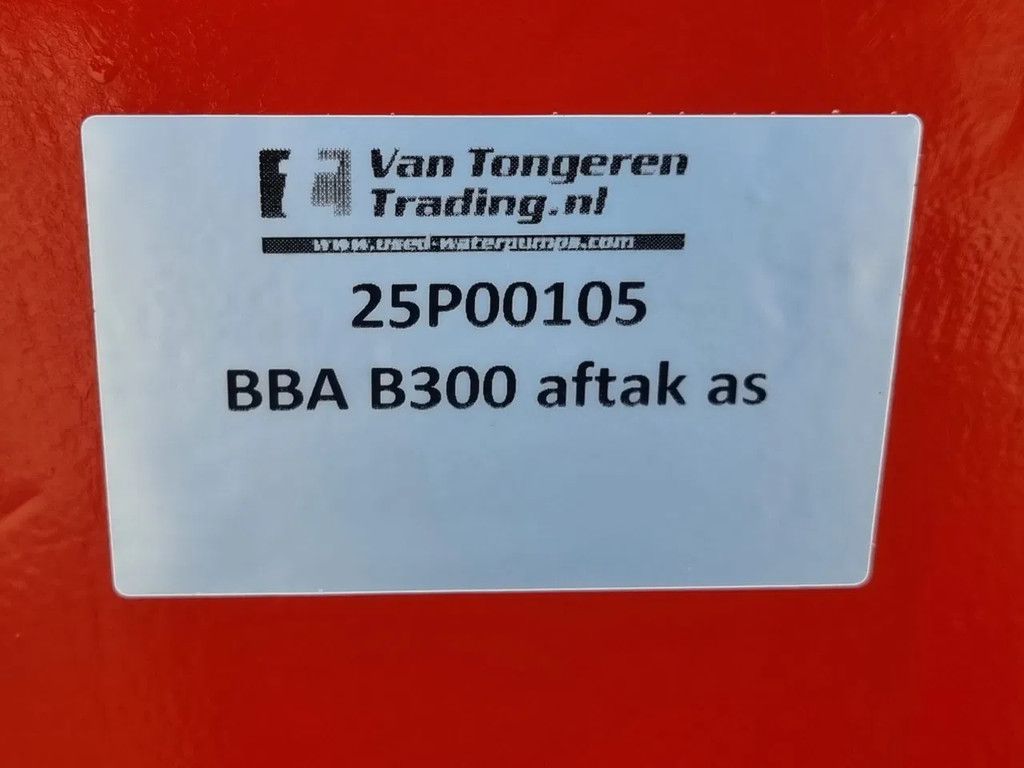 Van Tongeren
Trading.nl
www.used-waterpumps.com
25P00105
BBA B300 aftak as